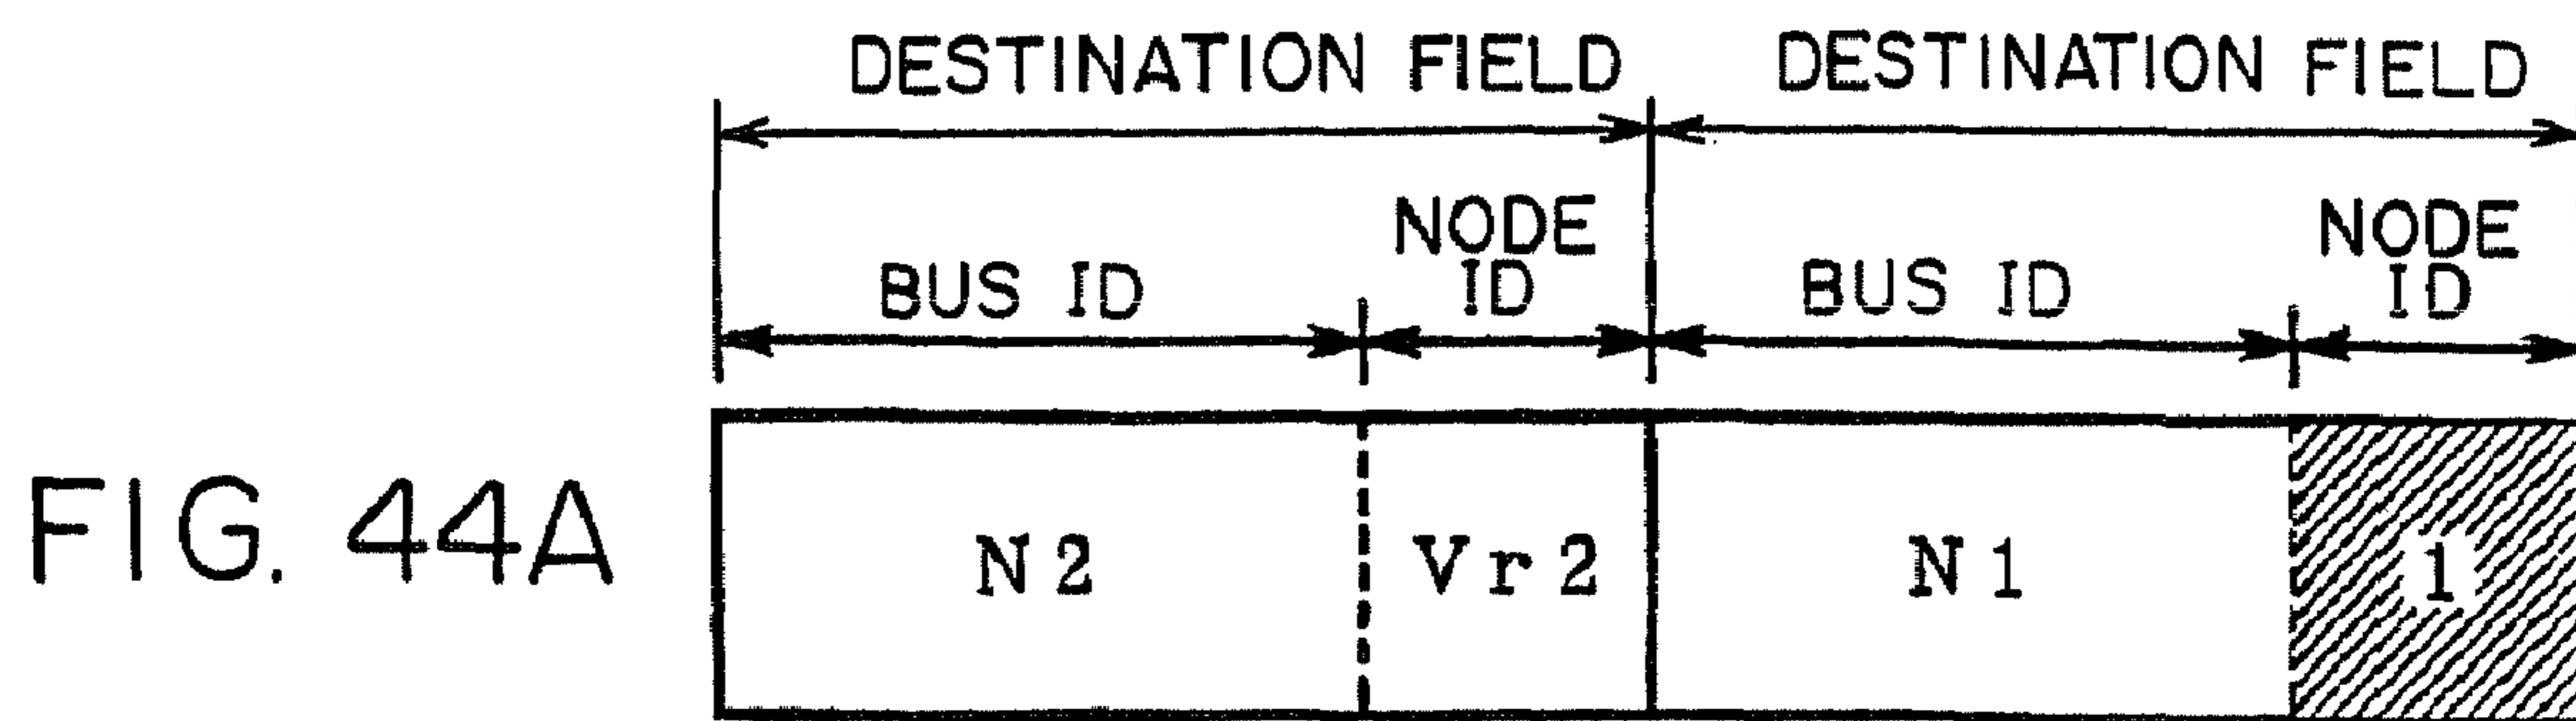 DESTINATION FIELD DESTINATION FIELD
NODE NODE
BUS ID ID BUS ID ID
FIG. 44A N2 Vr2 N1 1